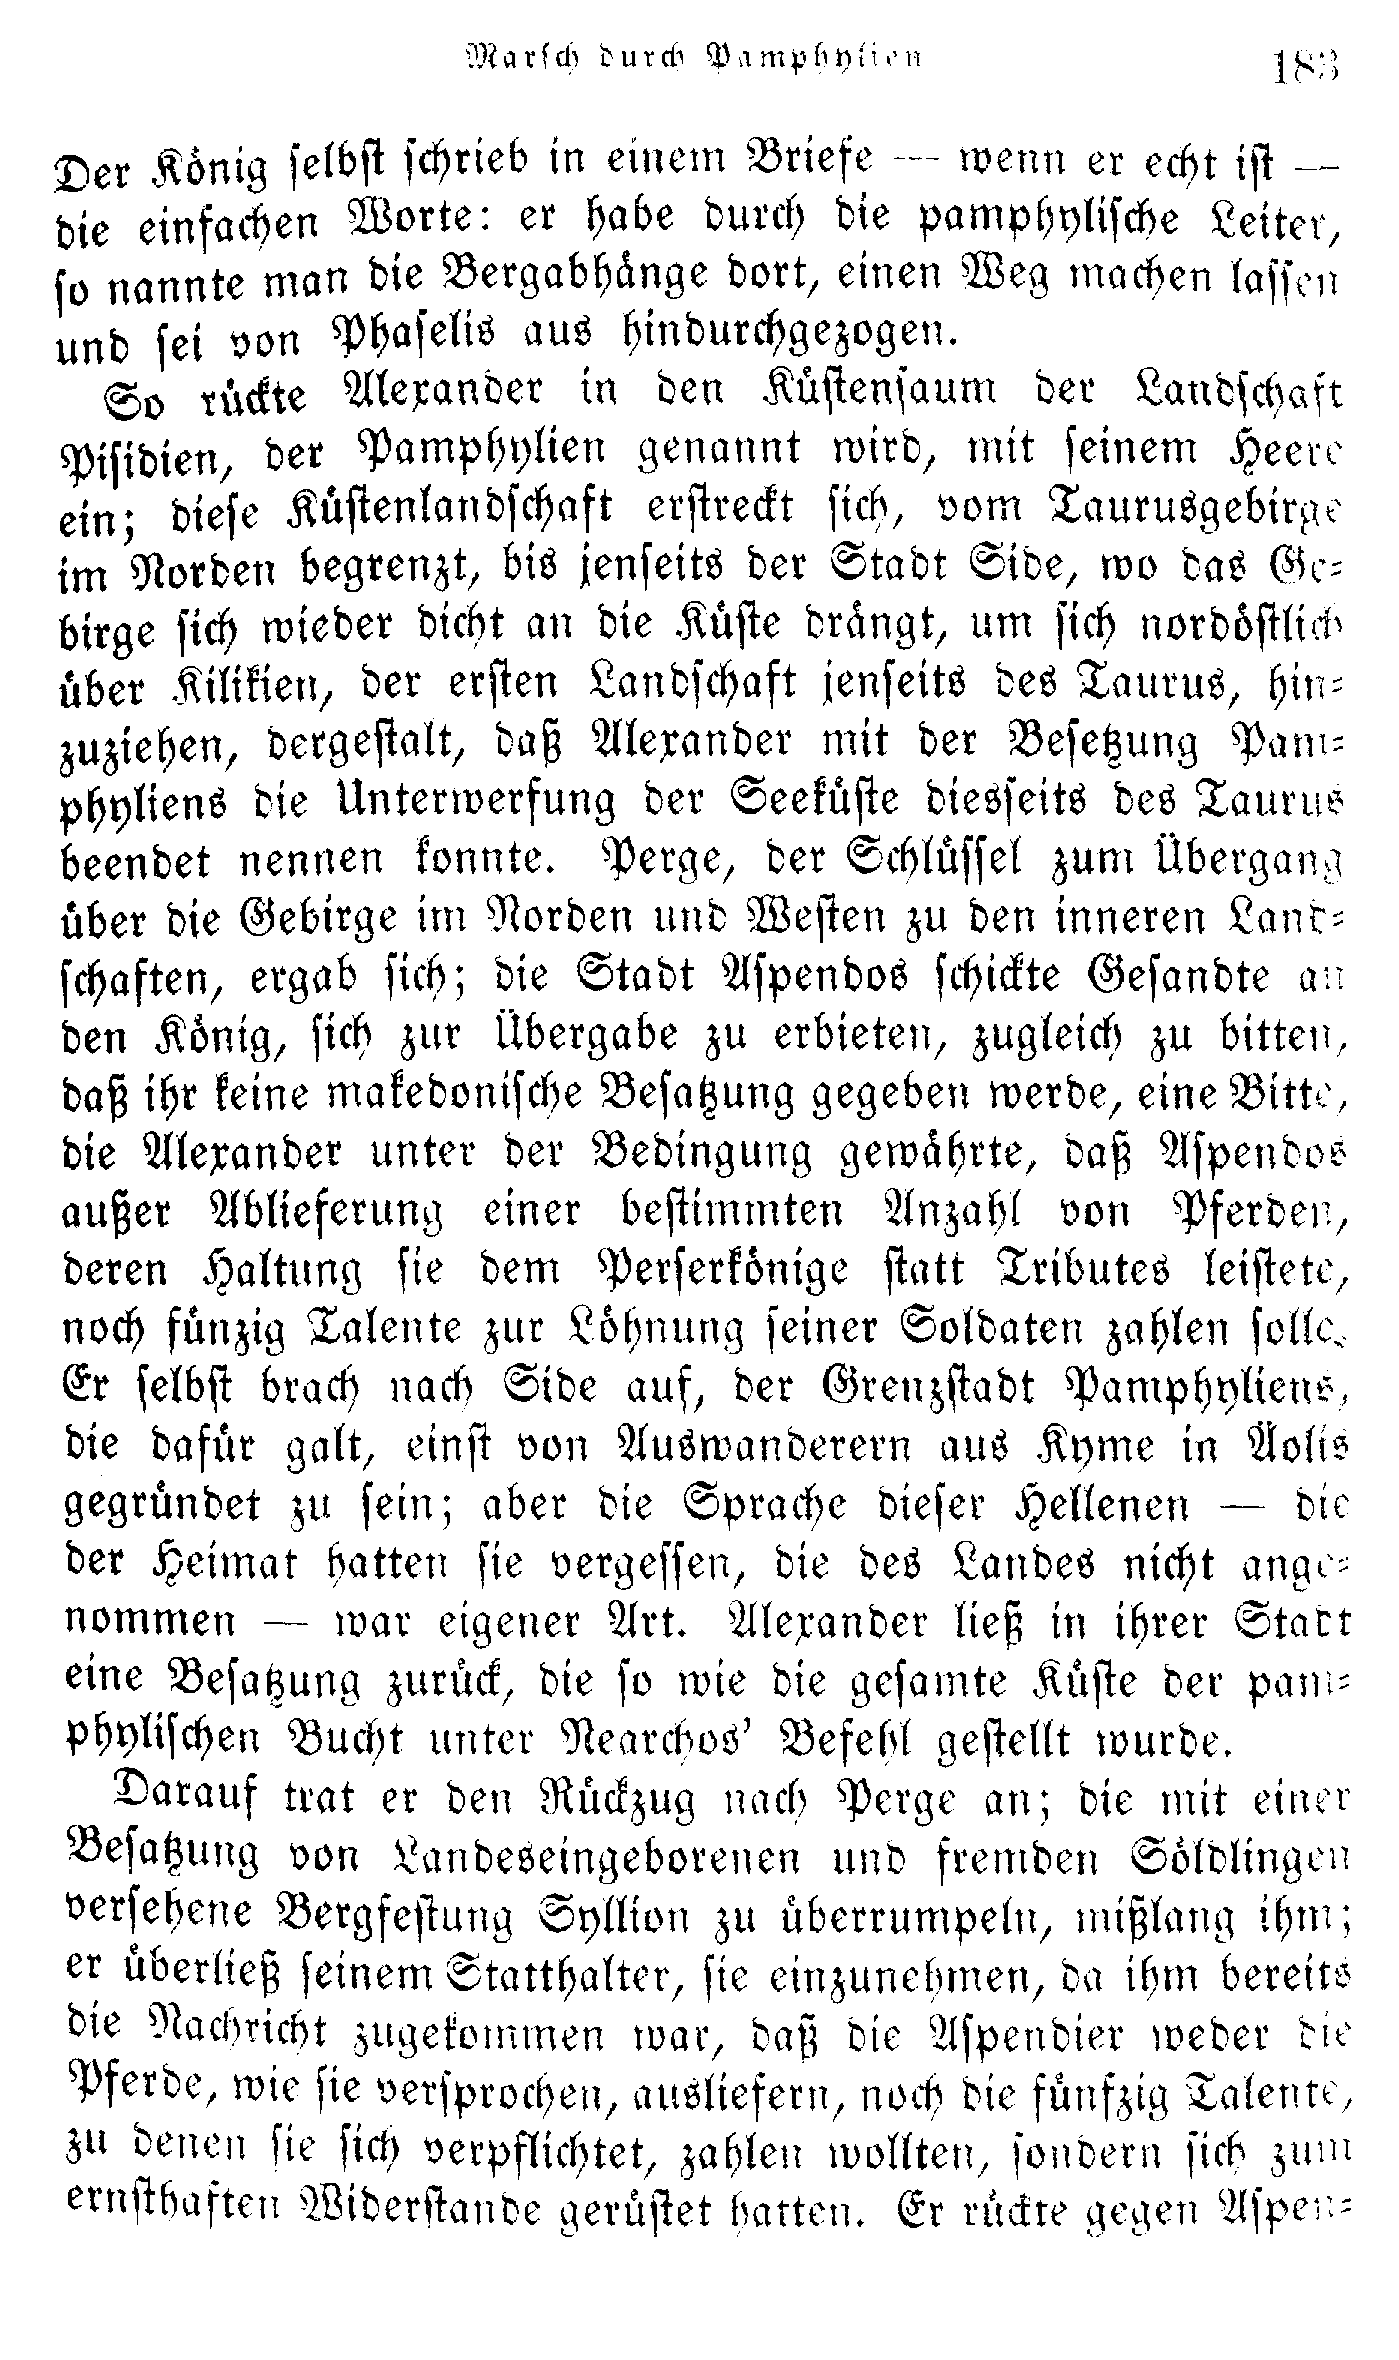 Marsch durch Pamphylien 183
Der König selbst schrieb in einem Briefe — wenn er echt ist —
die einfachen Worte: er habe durch die pamphylische Leiter,
so nannte man die Bergabhänge dort, einen Weg machen lassen
und sei von Phaselis aus hindurchgezogen.
So rückte Alexander in den Küstensaum der Landschaft
Pisidien, der Pamphylien genannt wird, mit seinem Heere
ein; diese Küstenlandschaft erstreckt sich, vom Taurusgebirge
im Norden begrenzt, bis jenseits der Stadt Side, wo das Ge-
birge sich wieder dicht an die Küste drängt, um sich nordöstlich
über Kilikien, der ersten Landschaft jenseits des Taurus, hin-
zuziehen, dergestalt, daß Alexander mit der Besetzung Pam-
phyliens die Unterwerfung der Seeküste diesseits des Taurus
beendet nennen konnte. Perge, der Schlüssel zum Übergang
über die Gebirge im Norden und Westen zu den inneren Land-
schaften, ergab sich; die Stadt Aspendos schickte Gesandte an
den König, sich zur Übergabe zu erbieten, zugleich zu bitten,
daß ihr keine makedonische Besatzung gegeben werde, eine Bitte,
die Alexander unter der Bedingung gewährte, daß Aspendos
außer Ablieferung einer bestimmten Anzahl von Pferden,
deren Haltung sie dem Perserkönige statt Tributes leistete,
noch fünzig Talente zur Löhnung seiner Soldaten zahlen solle.
Er selbst brach nach Side auf, der Grenzstadt Pamphyliens,
die dafür galt, einst von Auswanderern aus Kyme in Äolis
gegründet zu sein; aber die Sprache dieser Hellenen — die
der Heimat hatten sie vergessen, die des Landes nicht ange-
nommen — war eigener Art. Alexander ließ in ihrer Stadt
eine Besatzung zurück, die so wie die gesamte Küste der pam-
phylischen Bucht unter Nearchos' Befehl gestellt wurde.
Darauf trat er den Rückzug nach Perge an; die mit einer
Besatzung von Landeseingeborenen und fremden Söldlingen
versehene Bergfestung Syllion zu überrumpeln, mißlang ihm;
er überließ seinem Statthalter, sie einzunehmen, da ihm bereits
die Nachricht zugekommen war, daß die Aspendier weder die
Pferde, wie sie versprochen, ausliefern, noch die fünfzig Talente,
zu denen sie sich verpflichtet, zahlen wollten, sondern sich zum
ernsthaften Widerstande gerüstet hatten. Er rückte gegen Aspen-